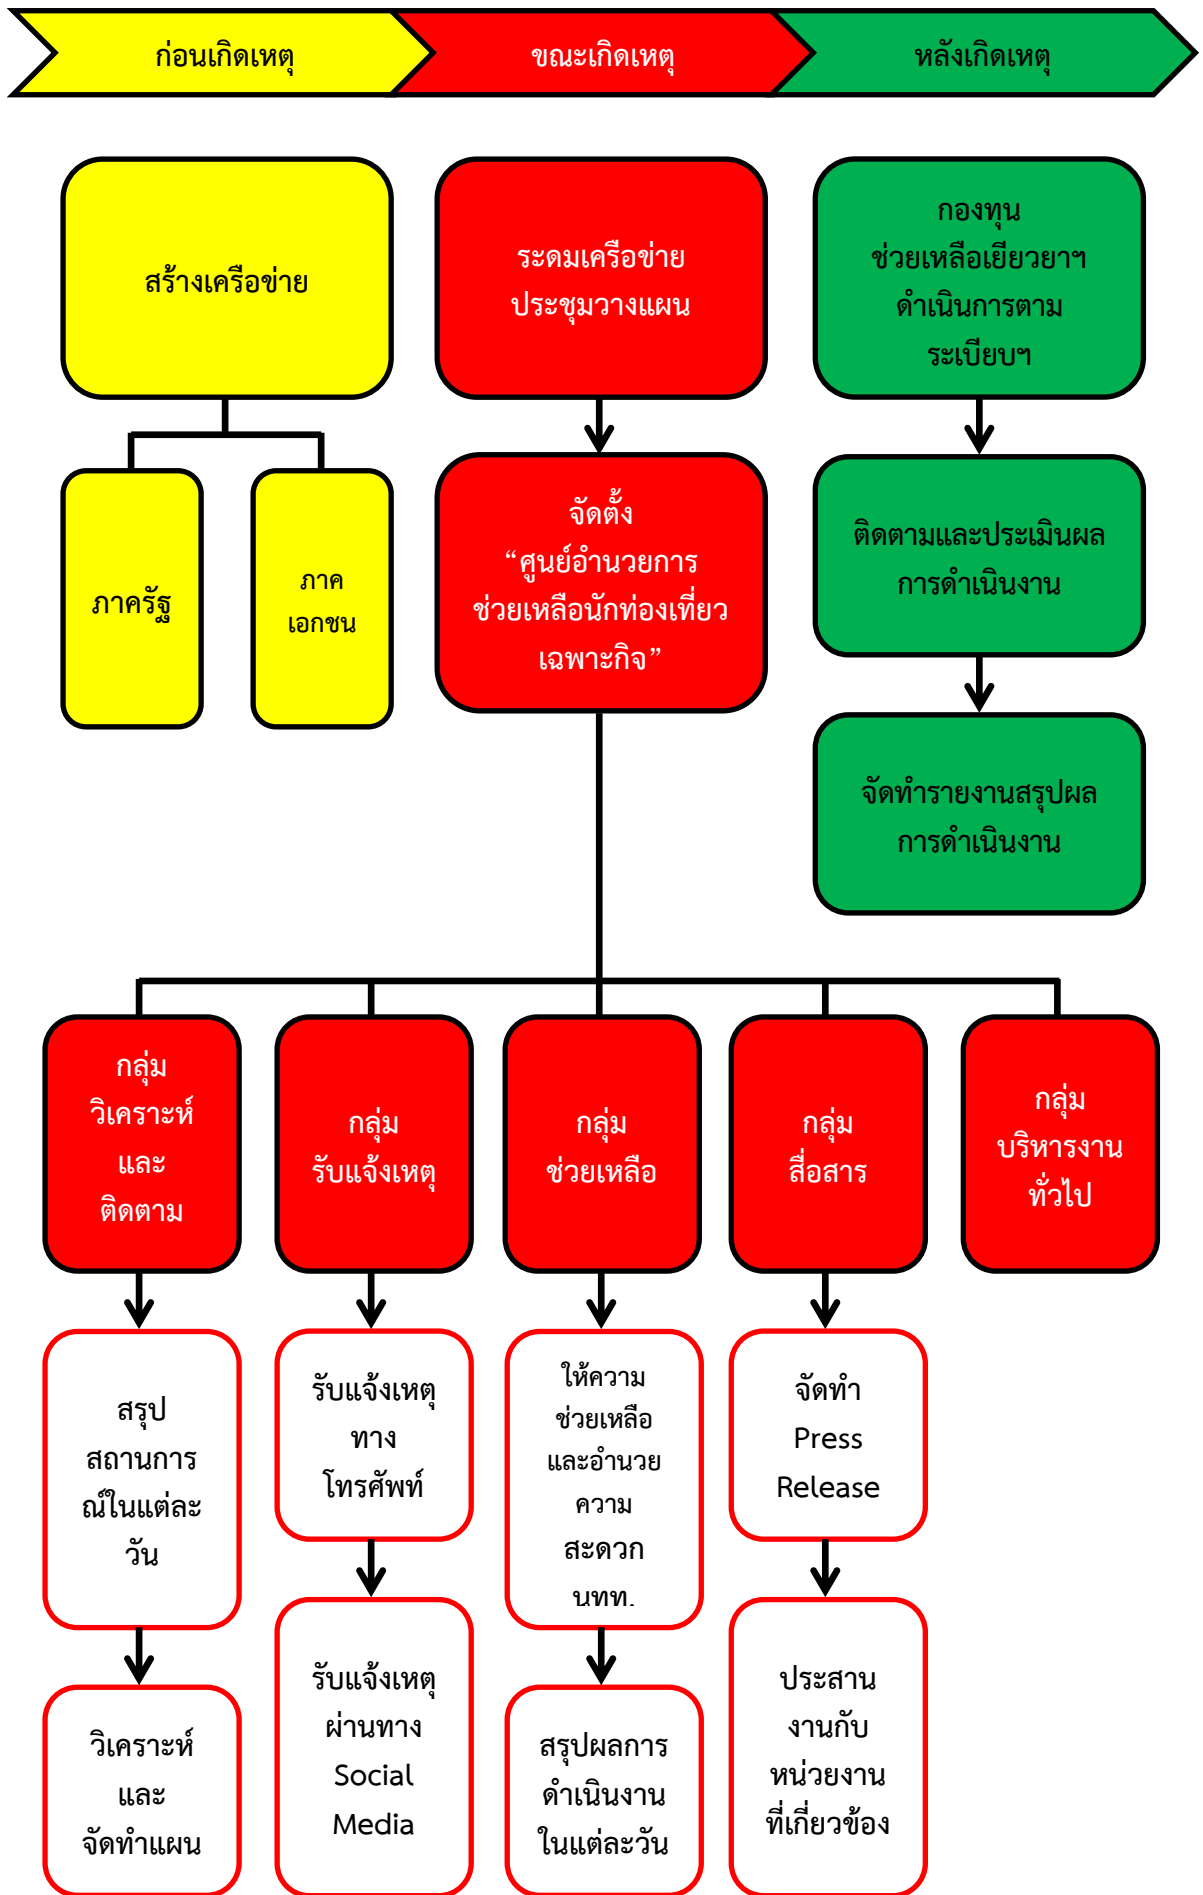 ก่อนเกิดเหตุ
ขณะเกิดเหตุ
หลังเกิดเหตุ
สร้างเครือข่าย
ระดมเครือข่าย
ประชุมวางแผน
กองทุน
ช่วยเหลือเยียวยาฯ
ดำเนินการตาม
ระเบียบฯ
ภาครัฐ
ภาค
เอกชน
จัดตั้ง
“ศูนย์อำนวยการ
ช่วยเหลือนักท่องเที่ยว
เฉพาะกิจ”
ติดตามและประเมินผล
การดำเนินงาน
จัดทำรายงานสรุปผล
การดำเนินงาน
กลุ่ม
วิเคราะห์
และ
ติดตาม
กลุ่ม
รับแจ้งเหตุ
กลุ่ม
ช่วยเหลือ
กลุ่ม
สื่อสาร
กลุ่ม
บริหารงาน
ทั่วไป
สรุป
สถานการ
ณ์ในแต่ละ
วัน
รับแจ้งเหตุ
ทาง
โทรศัพท์
ให้ความ
ช่วยเหลือ
และอำนวย
ความ
สะดวก
นทท.
จัดทำ
Press
Release
วิเคราะห์
และ
จัดทำแผน
รับแจ้งเหตุ
ผ่านทาง
Social
Media
สรุปผลการ
ดำเนินงาน
ในแต่ละวัน
ประสาน
งานกับ
หน่วยงาน
ที่เกี่ยวข้อง